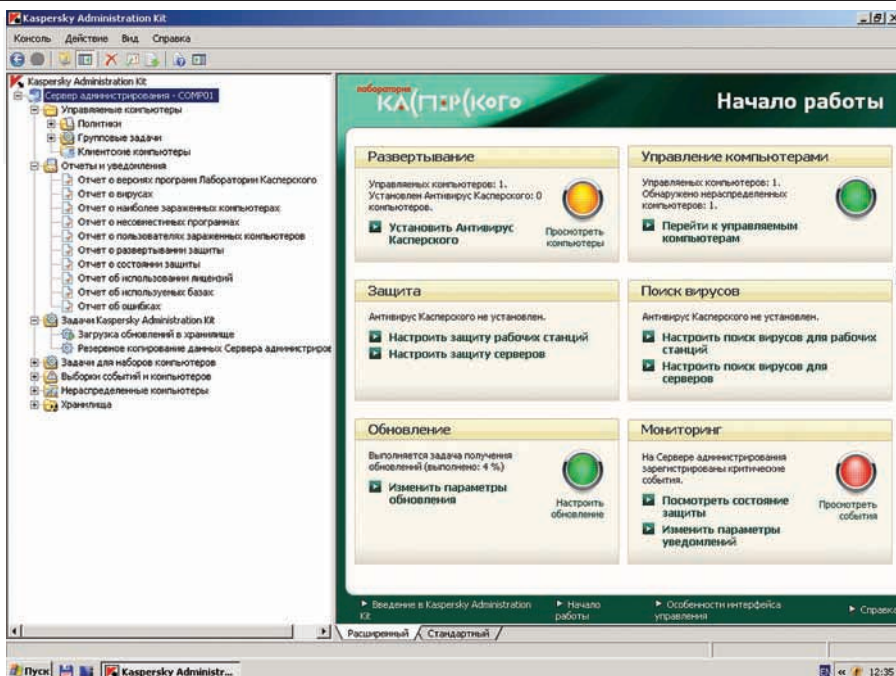 Kaspersky Administration Kit
Консоль Действие Вид Справка
Kaspersky Administration Kit
Сервер администрирования - COMP01
Управляемые компьютеры
Политики
Групповые задачи
Клиентские компьютеры
Отчеты и уведомления
Отчет о версиях программ Лаборатории Касперского
Отчет о вирусах
Отчет о наиболее зараженных компьютерах
Отчет о несовместимых программах
Отчет о пользователях зараженных компьютеров
Отчет о развертывании защиты
Отчет о состоянии защиты
Отчет об использовании лицензий
Отчет об используемых базах
Отчет об ошибках
Задачи Kaspersky Administration Kit
Загрузка обновлений в хранилище
Резервное копирование данных Сервера администриров
Задачи для наборов компьютеров
Выборки событий и компьютеров
Нераспределенные компьютеры
Хранилища
лаборатория
КАСПЕРСКОГО
Начало работы
Развертывание
Управляемых компьютеров: 1.
Установлен Антивирус Касперского: 0
компьютеров.
Установить Антивирус
Касперского
Просмотреть
компьютеры
Управление компьютерами
Управляемых компьютеров: 1.
Обнаружено нераспределенных
компьютеров: 1.
Перейти к управляемым
компьютерам
Защита
Антивирус Касперского не установлен.
Настроить защиту рабочих станций
Настроить защиту серверов
Поиск вирусов
Антивирус Касперского не установлен.
Настроить поиск вирусов для рабочих
станций
Настроить поиск вирусов для
серверов
Обновление
Выполняется задача получения
обновлений (выполнено: 4 %)
Изменить параметры
обновления
Настроить
обновление
Мониторинг
На Сервере администрирования
зарегистрированы критические
события.
Посмотреть состояние
защиты
Изменить параметры
уведомлений
Просмотреть
события
Введение в Kaspersky Administration
Kit
Начало
работы
Особенности интерфейса
управления
Справка
Расширенный Стандартный
Пуск Kaspersky Administr... EN « 12:35